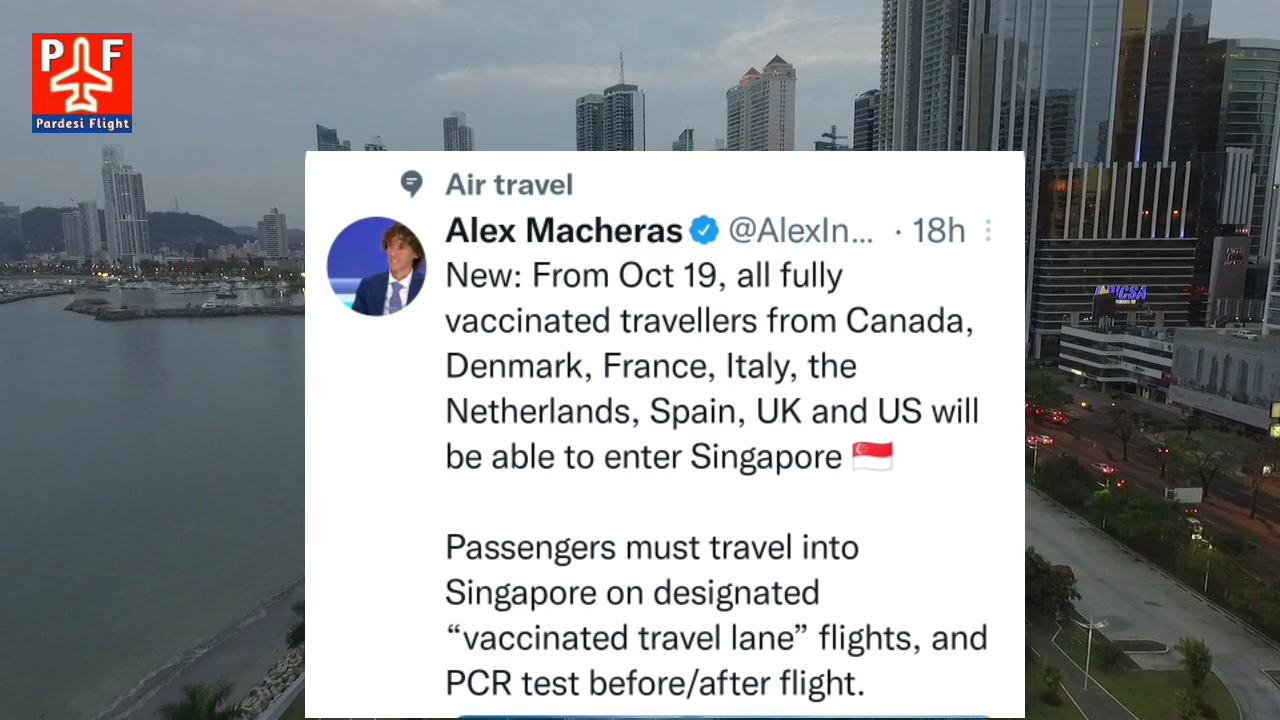 P F
Pardesi Flight
Air travel
Alex Macheras @AlexIn... · 18h
New: From Oct 19, all fully
vaccinated travellers from Canada,
Denmark, France, Italy, the
Netherlands, Spain, UK and US will
be able to enter Singapore 🇸🇬
Passengers must travel into
Singapore on designated
“vaccinated travel lane” flights, and
PCR test before/after flight.